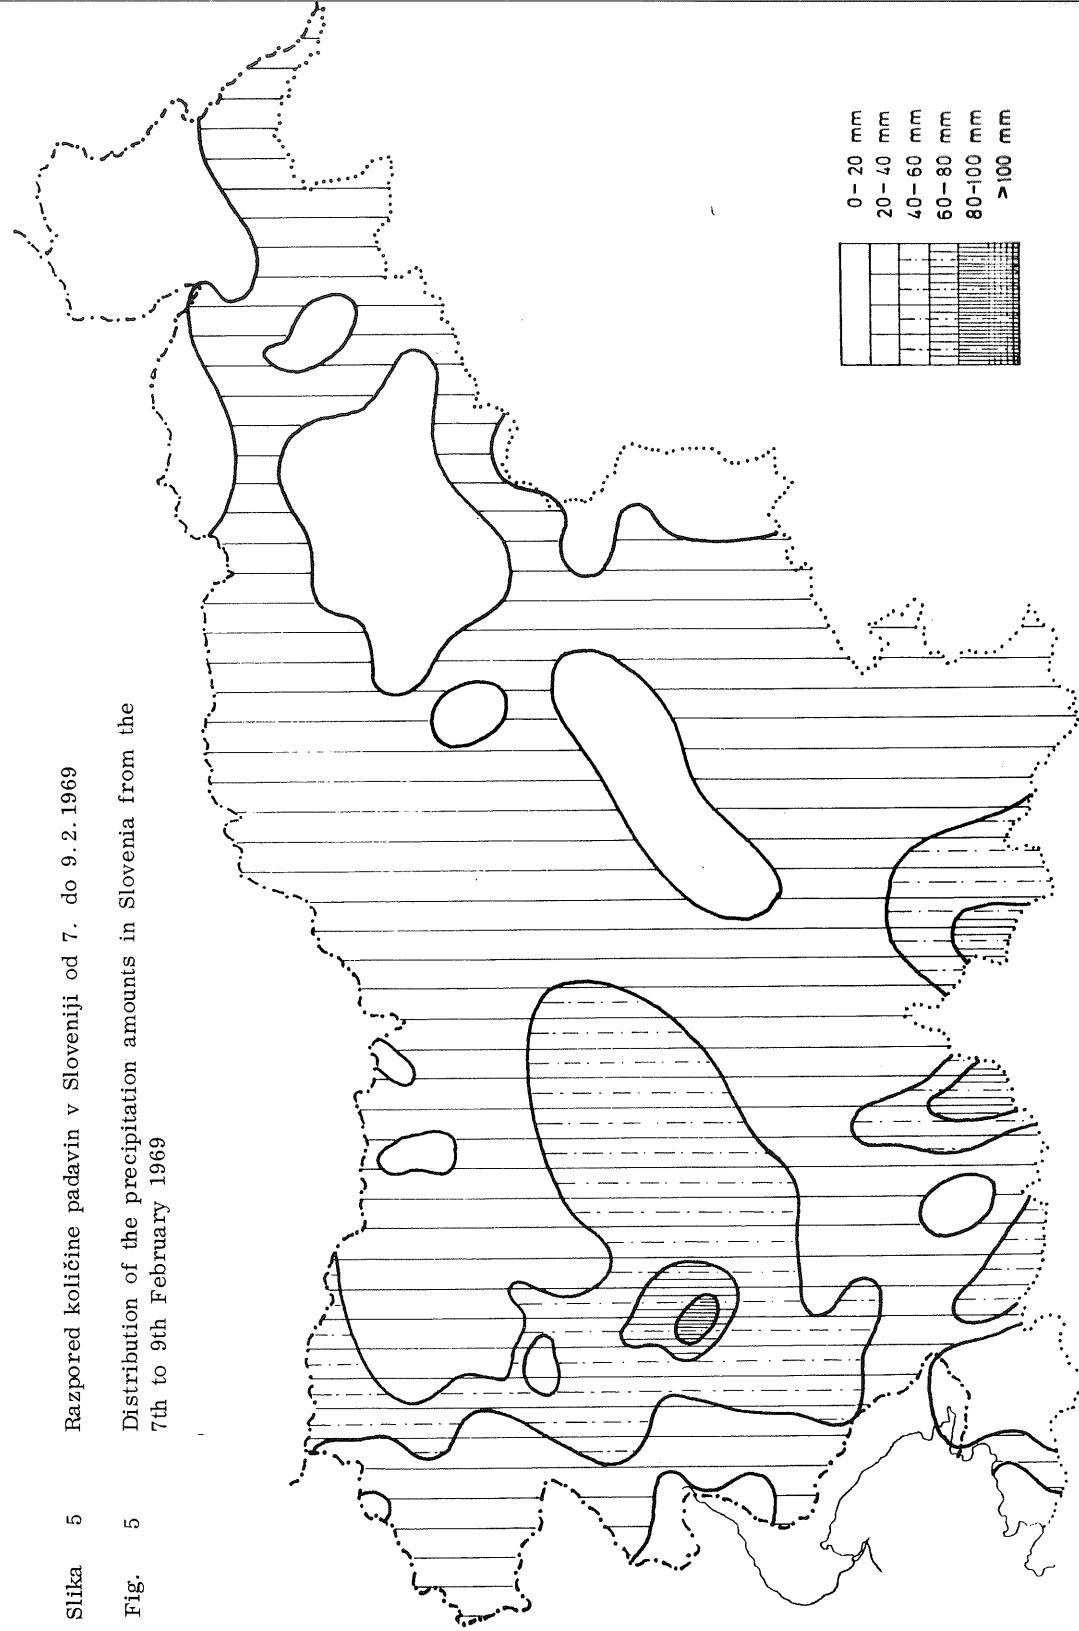 Slika 5 Razpored količine padavin v Sloveniji od 7. do 9. 2. 1969
Fig. 5 Distribution of the precipitation amounts in Slovenia from the
7th to 9th February 1969
0-20 mm
20-40 mm
40-60 mm
60-80 mm
80-100 mm
>100 mm